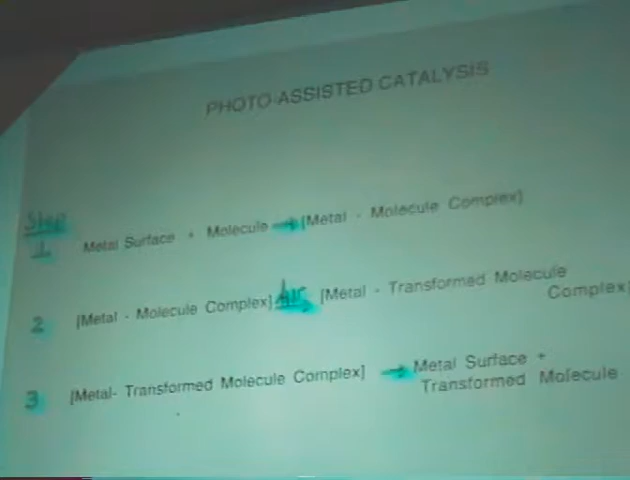 PHOTO-ASSISTED CATALYSIS
Step
1 Metal Surface + Molecule → [Metal - Molecule Complex]
2 [Metal - Molecule Complex] → [Metal - Transformed Molecule
Complex]
3 [Metal- Transformed Molecule Complex] → Metal Surface +
Transformed Molecule